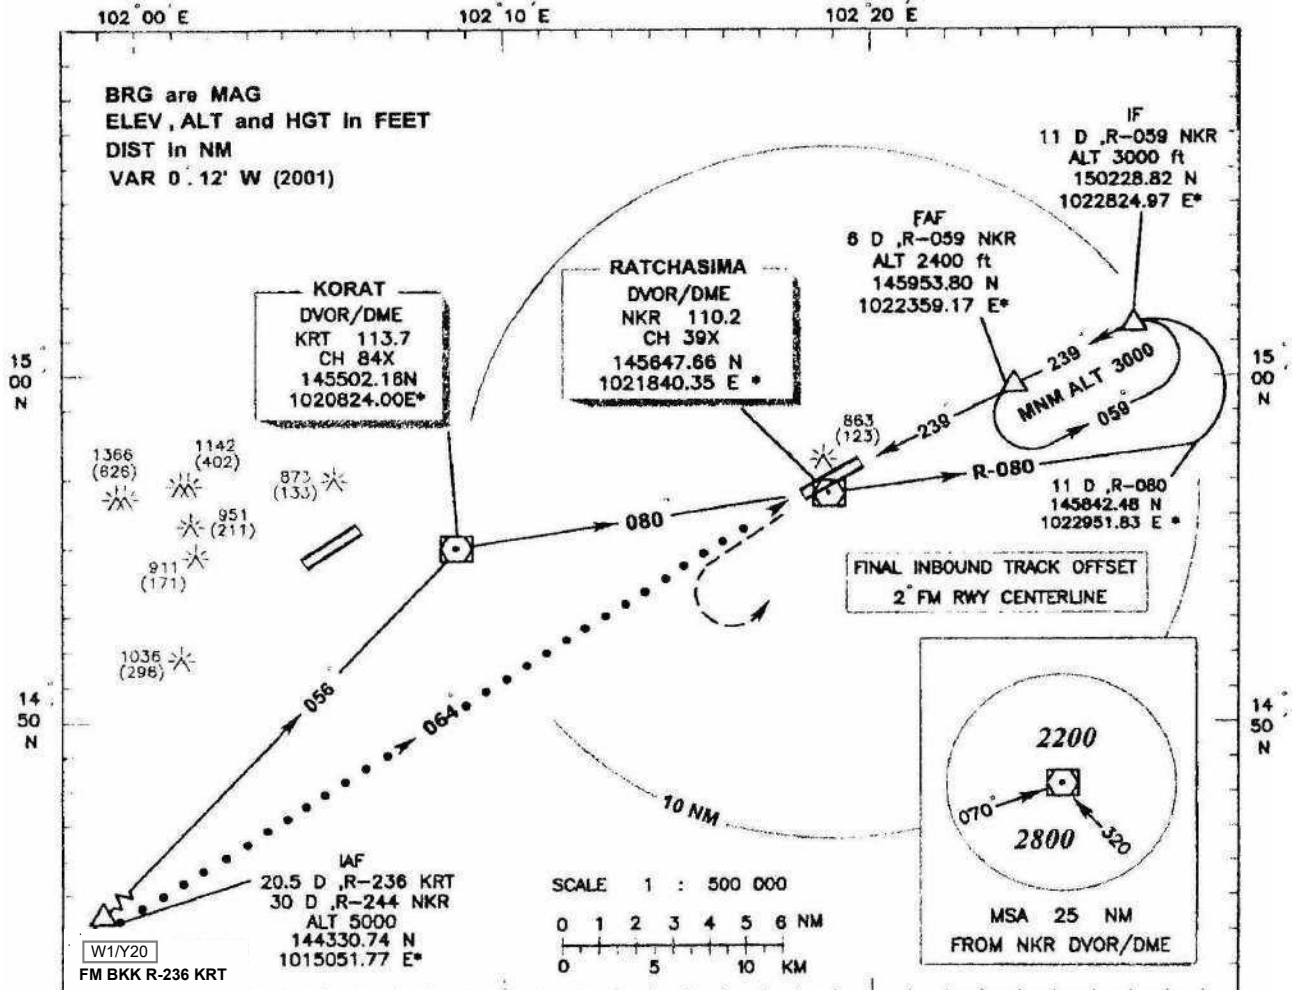 102°00'E
102°10'E
102°20'E
BRG are MAG
ELEV, ALT and HGT in FEET
DIST in NM
VAR 0°.12' W (2001)
IF
11 D ,R-059 NKR
ALT 3000 ft
150228.82 N
1022824.97 E*
FAF
6 D ,R-059 NKR
ALT 2400 ft
145953.80 N
1022359.17 E*
RATCHASIMA
DVOR/DME
NKR 110.2
CH 39X
145647.66 N
1021840.35 E *
KORAT
DVOR/DME
KRT 113.7
CH 84X
145502.16N
1020824.00E*
15°
00'
N
15°
00'
N
239°
MNM ALT 3000
059°
239°
863
(123)
R-080
11 D ,R-080
145842.48 N
1022951.83 E *
1366
(626)
1142
(402)
873
(133)
951
(211)
911
(171)
1036
(296)
080°
FINAL INBOUND TRACK OFFSET
2° FM RWY CENTERLINE
056°
064°
14°
50'
N
14°
50'
N
10 NM
2200
070°
2800
320°
MSA 25 NM
FROM NKR DVOR/DME
IAF
20.5 D ,R-236 KRT
30 D ,R-244 NKR
ALT 5000
144330.74 N
1015051.77 E*
SCALE 1 : 500 000
0 1 2 3 4 5 6 NM
0 5 10 KM
W1/Y20
FM BKK R-236 KRT